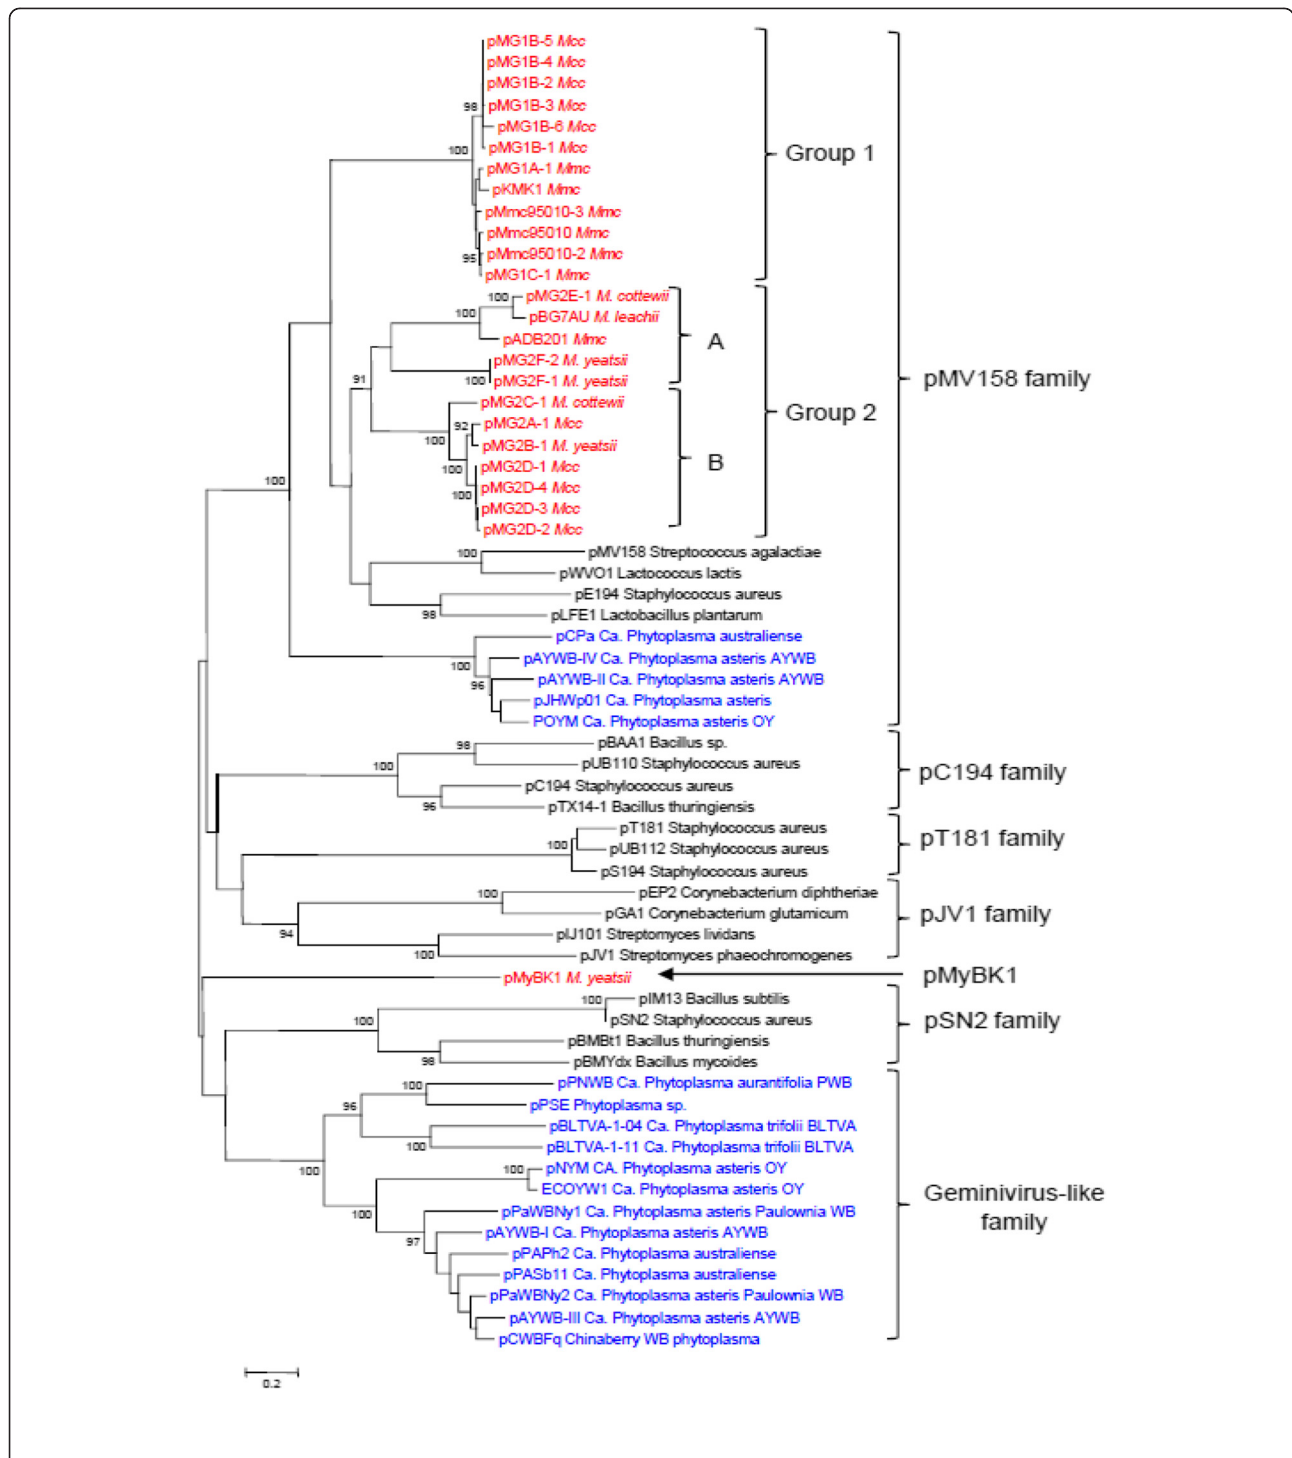 pMG1B-5 Mcc
pMG1B-4 Mcc
pMG1B-2 Mcc
98 pMG1B-3 Mcc
pMG1B-6 Mcc
100 pMG1B-1 Mcc
Group 1
pMG1A-1 Mmc
pKMK1 Mmc
pMmc95010-3 Mmc
pMmc95010 Mmc
95 pMmc95010-2 Mmc
pMG1C-1 Mmc
100 pMG2E-1 M. cottewii
100 pBG7AU M. leachii
pADB201 Mmc
A
pMG2F-2 M. yeatsii
100 pMG2F-1 M. yeatsii
91
pMV158 family
pMG2C-1 M. cottewii
Group 2
92 pMG2A-1 Mcc
100 pMG2B-1 M. yeatsii
100 pMG2D-1 Mcc
B
100 pMG2D-4 Mcc
100
pMG2D-3 Mcc
pMG2D-2 Mcc
100 pMV158 Streptococcus agalactiae
pWVO1 Lactococcus lactis
pE194 Staphylococcus aureus
98 pLFE1 Lactobacillus plantarum
pCPa Ca. Phytoplasma australiense
100 pAYWB-IV Ca. Phytoplasma asteris AYWB
96 pAYWB-II Ca. Phytoplasma asteris AYWB
pJHWp01 Ca. Phytoplasma asteris
POYM Ca. Phytoplasma asteris OY
98 pBAA1 Bacillus sp.
100 pUB110 Staphylococcus aureus
pC194 family
pC194 Staphylococcus aureus
96 pTX14-1 Bacillus thuringiensis
pT181 Staphylococcus aureus
pT181 family
100 pUB112 Staphylococcus aureus
pS194 Staphylococcus aureus
100 pEP2 Corynebacterium diphtheriae
pGA1 Corynebacterium glutamicum
pJV1 family
94 pIJ101 Streptomyces lividans
100 pJV1 Streptomyces phaeochromogenes
pMyBK1 M. yeatsii
pMyBK1
100 pIM13 Bacillus subtilis
100 pSN2 Staphylococcus aureus
pSN2 family
pBMBt1 Bacillus thuringiensis
98 pBMYdx Bacillus mycoides
100 pPNWB Ca. Phytoplasma aurantifolia PWB
96 pPSE Phytoplasma sp.
pBLTVA-1-04 Ca. Phytoplasma trifolii BLTVA
100 pBLTVA-1-11 Ca. Phytoplasma trifolii BLTVA
100 100 pNYM CA. Phytoplasma asteris OY
ECOYW1 Ca. Phytoplasma asteris OY
Geminivirus-like
family
100 pPaWBNy1 Ca. Phytoplasma asteris Paulownia WB
97 pAYWB-I Ca. Phytoplasma asteris AYWB
pPAPh2 Ca. Phytoplasma australiense
pPASb11 Ca. Phytoplasma australiense
pPaWBNy2 Ca. Phytoplasma asteris Paulownia WB
pAYWB-III Ca. Phytoplasma asteris AYWB
pCWBFq Chinaberry WB phytoplasma
0.2